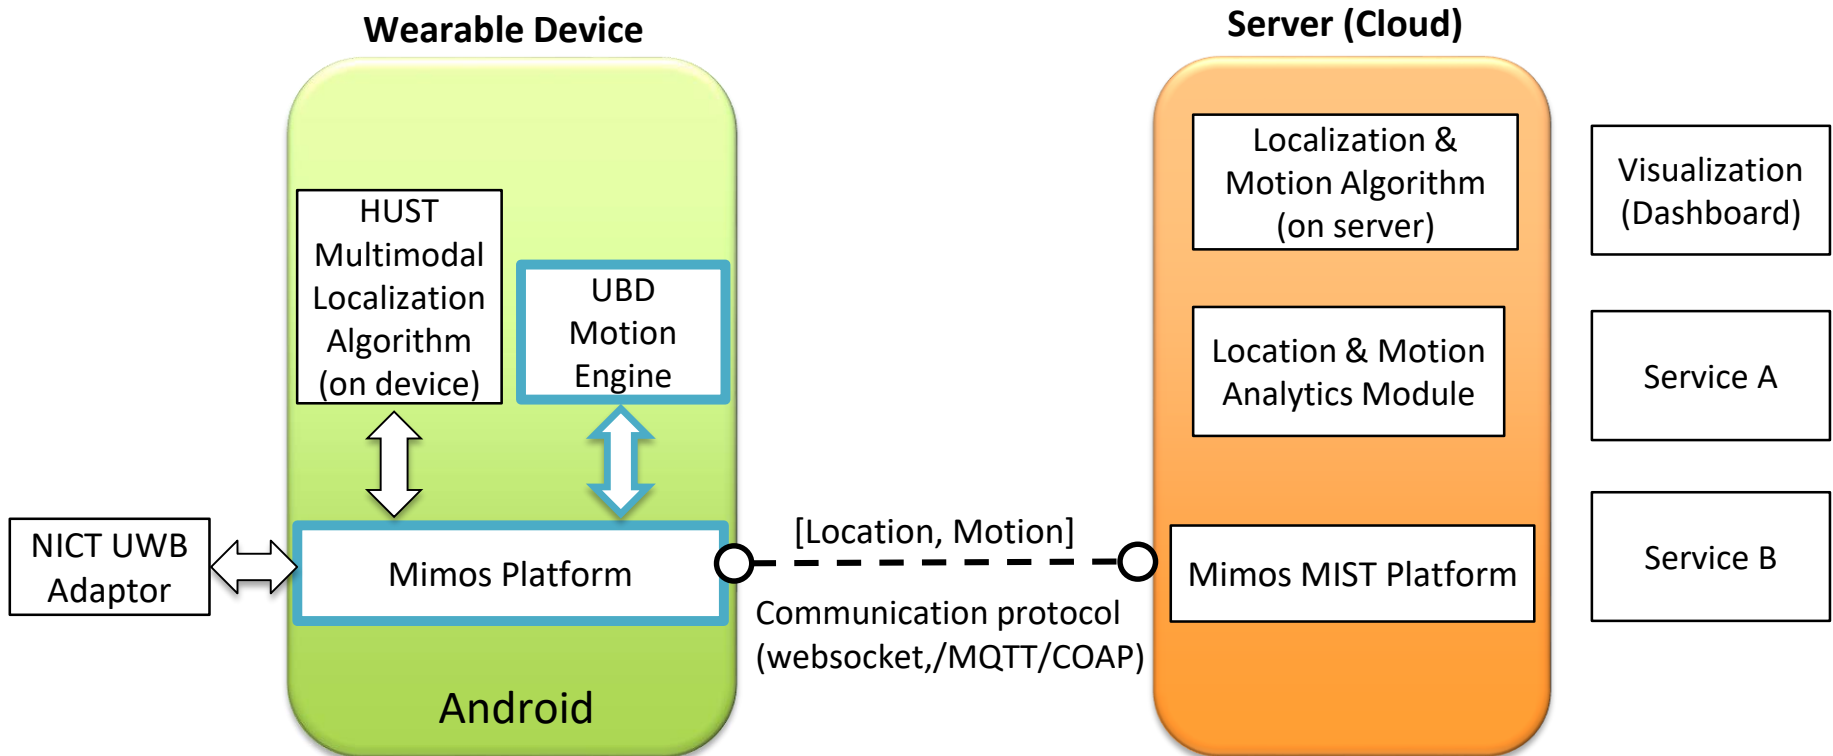 Wearable Device
HUST
Multimodal
Localization
Algorithm
(on device)
UBD
Motion
Engine
NICT UWB
Adaptor
Mimos Platform
Android
[Location, Motion]
Communication protocol
(websocket,/MQTT/COAP)
Server (Cloud)
Localization &
Motion Algorithm
(on server)
Location & Motion
Analytics Module
Mimos MIST Platform
Visualization
(Dashboard)
Service A
Service B